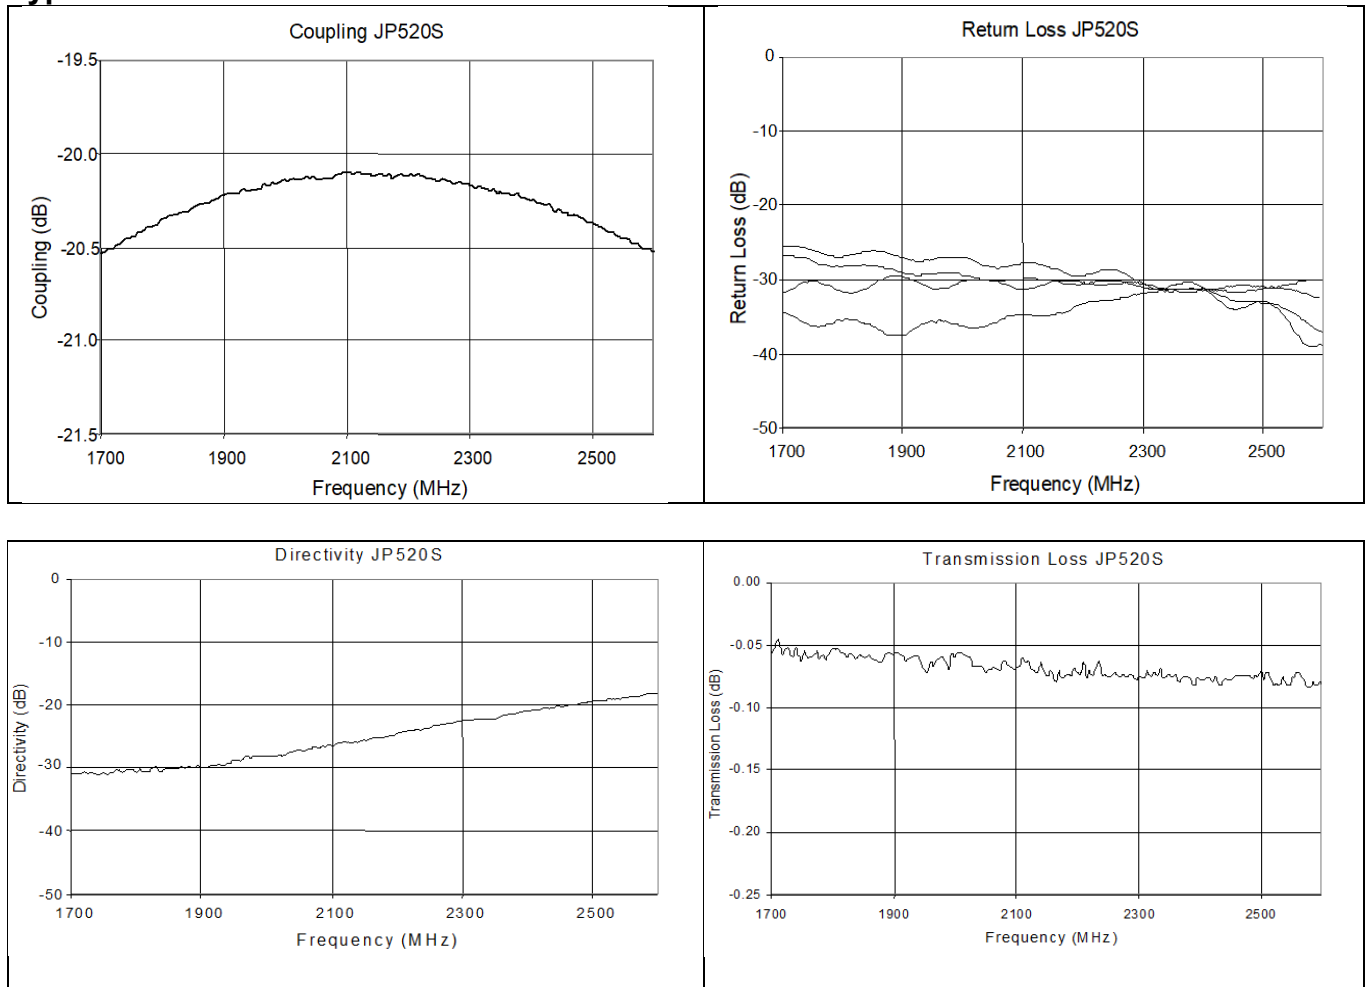 Coupling JP520S
-19.5
-20.0
-20.5
-21.0
-21.5
Coupling (dB)
1700 1900 2100 2300 2500
Frequency (MHz)
Return Loss JP520S
0
-10
-20
-30
-40
-50
Return Loss (dB)
1700 1900 2100 2300 2500
Frequency (MHz)
Directivity JP520S
0
-10
-20
-30
-40
-50
Directivity (dB)
1700 1900 2100 2300 2500
Frequency (MHz)
Transmission Loss JP520S
0.00
-0.05
-0.10
-0.15
-0.20
-0.25
Transmission Loss (dB)
1700 1900 2100 2300 2500
Frequency (MHz)